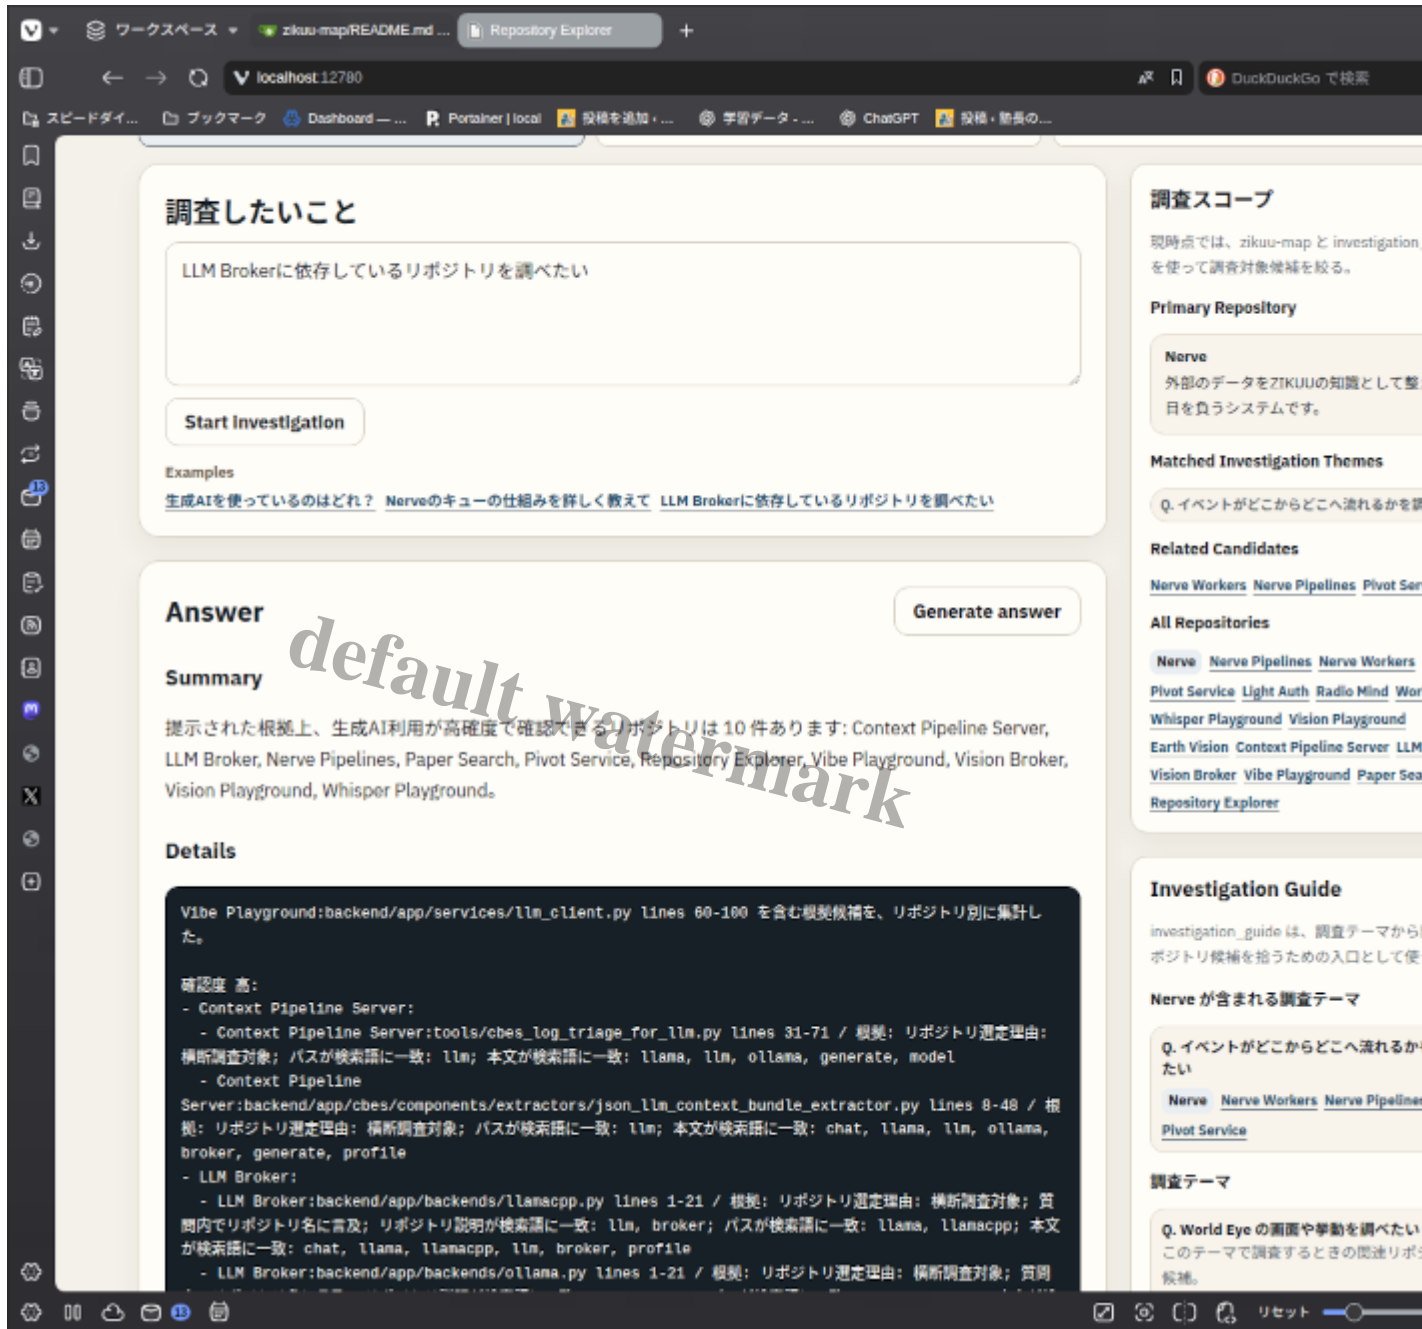 ワークスペース
zikuu-map/README.md ...
Repository Explorer
localhost:12780
DuckDuckGo で検索
スピードダイ...
ブックマーク
Dashboard — ...
Portainer | local
投稿を追加 ‹ ...
学習データ - ...
ChatGPT
投稿 ‹ 塾長の...
調査したいこと
LLM Brokerに依存しているリポジトリを調べたい
Start investigation
Examples
生成AIを使っているのはどれ？ Nerveのキューの仕組みを詳しく教えて LLM Brokerに依存しているリポジトリを調べたい
Answer
Generate answer
Summary
提示された根拠上、生成AI利用が高確度で確認できるリポジトリは 10 件あります: Context Pipeline Server,
LLM Broker, Nerve Pipelines, Paper Search, Pivot Service, Repository Explorer, Vibe Playground, Vision Broker,
Vision Playground, Whisper Playground。
default watermark
Details
Vibe Playground:backend/app/services/llm_client.py lines 60-100 を含む根拠候補を、リポジトリ別に集計し
た。
確認度 高:
- Context Pipeline Server:
- Context Pipeline Server:tools/cbes_log_triage_for_llm.py lines 31-71 / 根拠: リポジトリ選定理由:
横断調査対象; パスが検索語に一致: llm; 本文が検索語に一致: llama, llm, ollama, generate, model
- Context Pipeline
Server:backend/app/cbes/components/extractors/json_llm_context_bundle_extractor.py lines 8-48 / 根
拠: リポジトリ選定理由: 横断調査対象; パスが検索語に一致: llm; 本文が検索語に一致: chat, llama, llm, ollama,
broker, generate, profile
- LLM Broker:
- LLM Broker:backend/app/backends/llamacpp.py lines 1-21 / 根拠: リポジトリ選定理由: 横断調査対象; 質
問内でリポジトリ名に言及; リポジトリ説明が検索語に一致: llm, broker; パスが検索語に一致: llama, llamacpp; 本文
が検索語に一致: chat, llama, llamacpp, llm, broker, profile
- LLM Broker:backend/app/backends/ollama.py lines 1-21 / 根拠: リポジトリ選定理由: 横断調査対象; 質問
調査スコープ
現時点では、zikuu-map と investigation_
を使って調査対象候補を絞る。
Primary Repository
Nerve
外部のデータをZIKUUの知識として整
日を負うシステムです。
Matched Investigation Themes
Q. イベントがどこからどこへ流れるかを調
Related Candidates
Nerve Workers Nerve Pipelines Pivot Ser
All Repositories
Nerve Nerve Pipelines Nerve Workers
Pivot Service Light Auth Radio Mind Wor
Whisper Playground Vision Playground
Earth Vision Context Pipeline Server LLM
Vision Broker Vibe Playground Paper Sea
Repository Explorer
Investigation Guide
investigation_guide は、調査テーマから
ポジトリ候補を拾うための入口として使
Nerve が含まれる調査テーマ
Q. イベントがどこからどこへ流れるか
たい
Nerve Nerve Workers Nerve Pipelines
Pivot Service
調査テーマ
Q. World Eye の画面や挙動を調べたい
このテーマで調査するときの関連リポジ
候補。
13
13
リセット